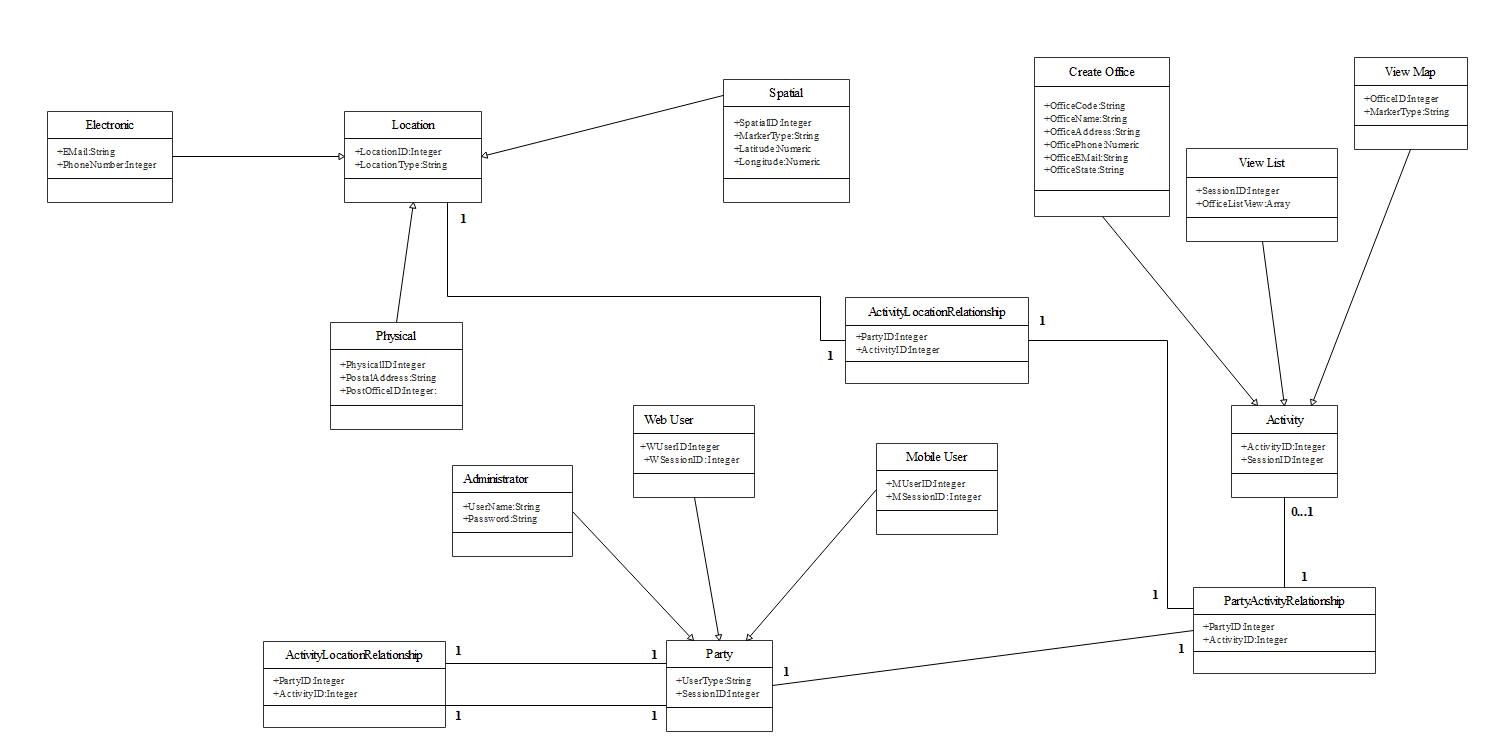 Electronic
+EMail:String
+PhoneNumber:Integer
Location
+LocationID:Integer
+LocationType:String
1
Spatial
+SpatialID:Integer
+MarkerType:String
+Latitude:Numeric
+Longitude:Numeric
Create Office
+OfficeCode:String
+OfficeName:String
+OfficeAddress:String
+OfficePhone:Numeric
+OfficeEMail:String
+OfficeState:String
View List
+SessionID:Integer
+OfficeListView:Array
View Map
+OfficeID:Integer
+MarkerType:String
Physical
+PhysicalID:Integer
+PostalAddress:String
+PostOfficeID:Integer:
ActivityLocationRelationship
+PartyID:Integer
+ActivityID:Integer
1
1
Administrator
+UserName:String
+Password:String
Web User
+WUserID:Integer
+WSessionID:Integer
Mobile User
+MUserID:Integer
+MSessionID:Integer
Activity
+ActivityID:Integer
+SessionID:Integer
0...1
1
1
PartyActivityRelationship
+PartyID:Integer
+ActivityID:Integer
1
ActivityLocationRelationship
+PartyID:Integer
+ActivityID:Integer
1
1
1
1
Party
+UserType:String
+SessionID:Integer
1